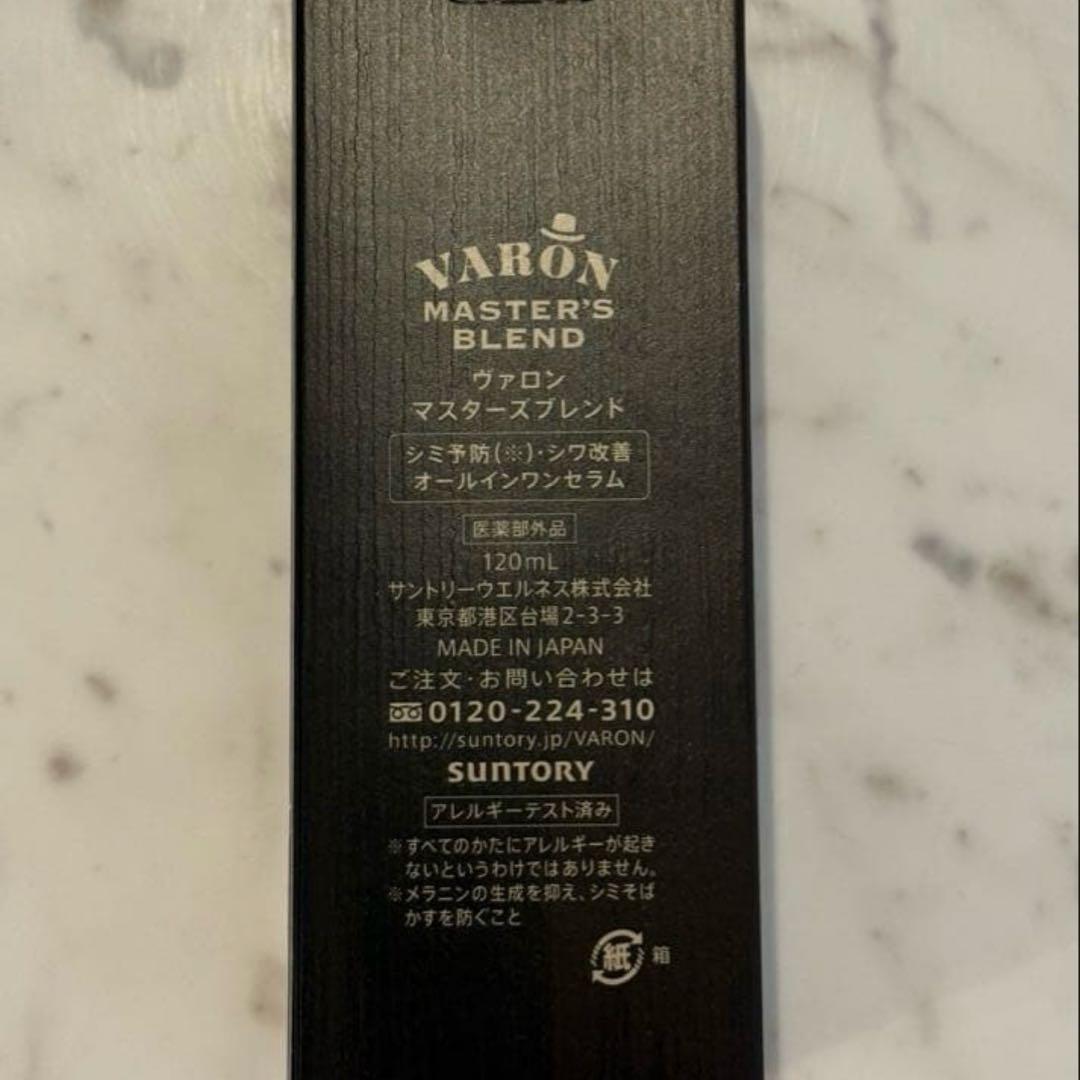 VARON
MASTER'S
BLEND
ヴァロン
マスターズブレンド
シミ予防(※)・シワ改善
オールインワンセラム
医薬部外品
120mL
サントリーウエルネス株式会社
東京都港区台場2-3-3
MADE IN JAPAN
ご注文・お問い合わせは
0120-224-310
http://suntory.jp/VARON/
SUNTORY
アレルギーテスト済み
※すべてのかたにアレルギーが起き
ないというわけではありません。
※メラニンの生成を抑え、シミそば
かすを防ぐこと
紙 箱